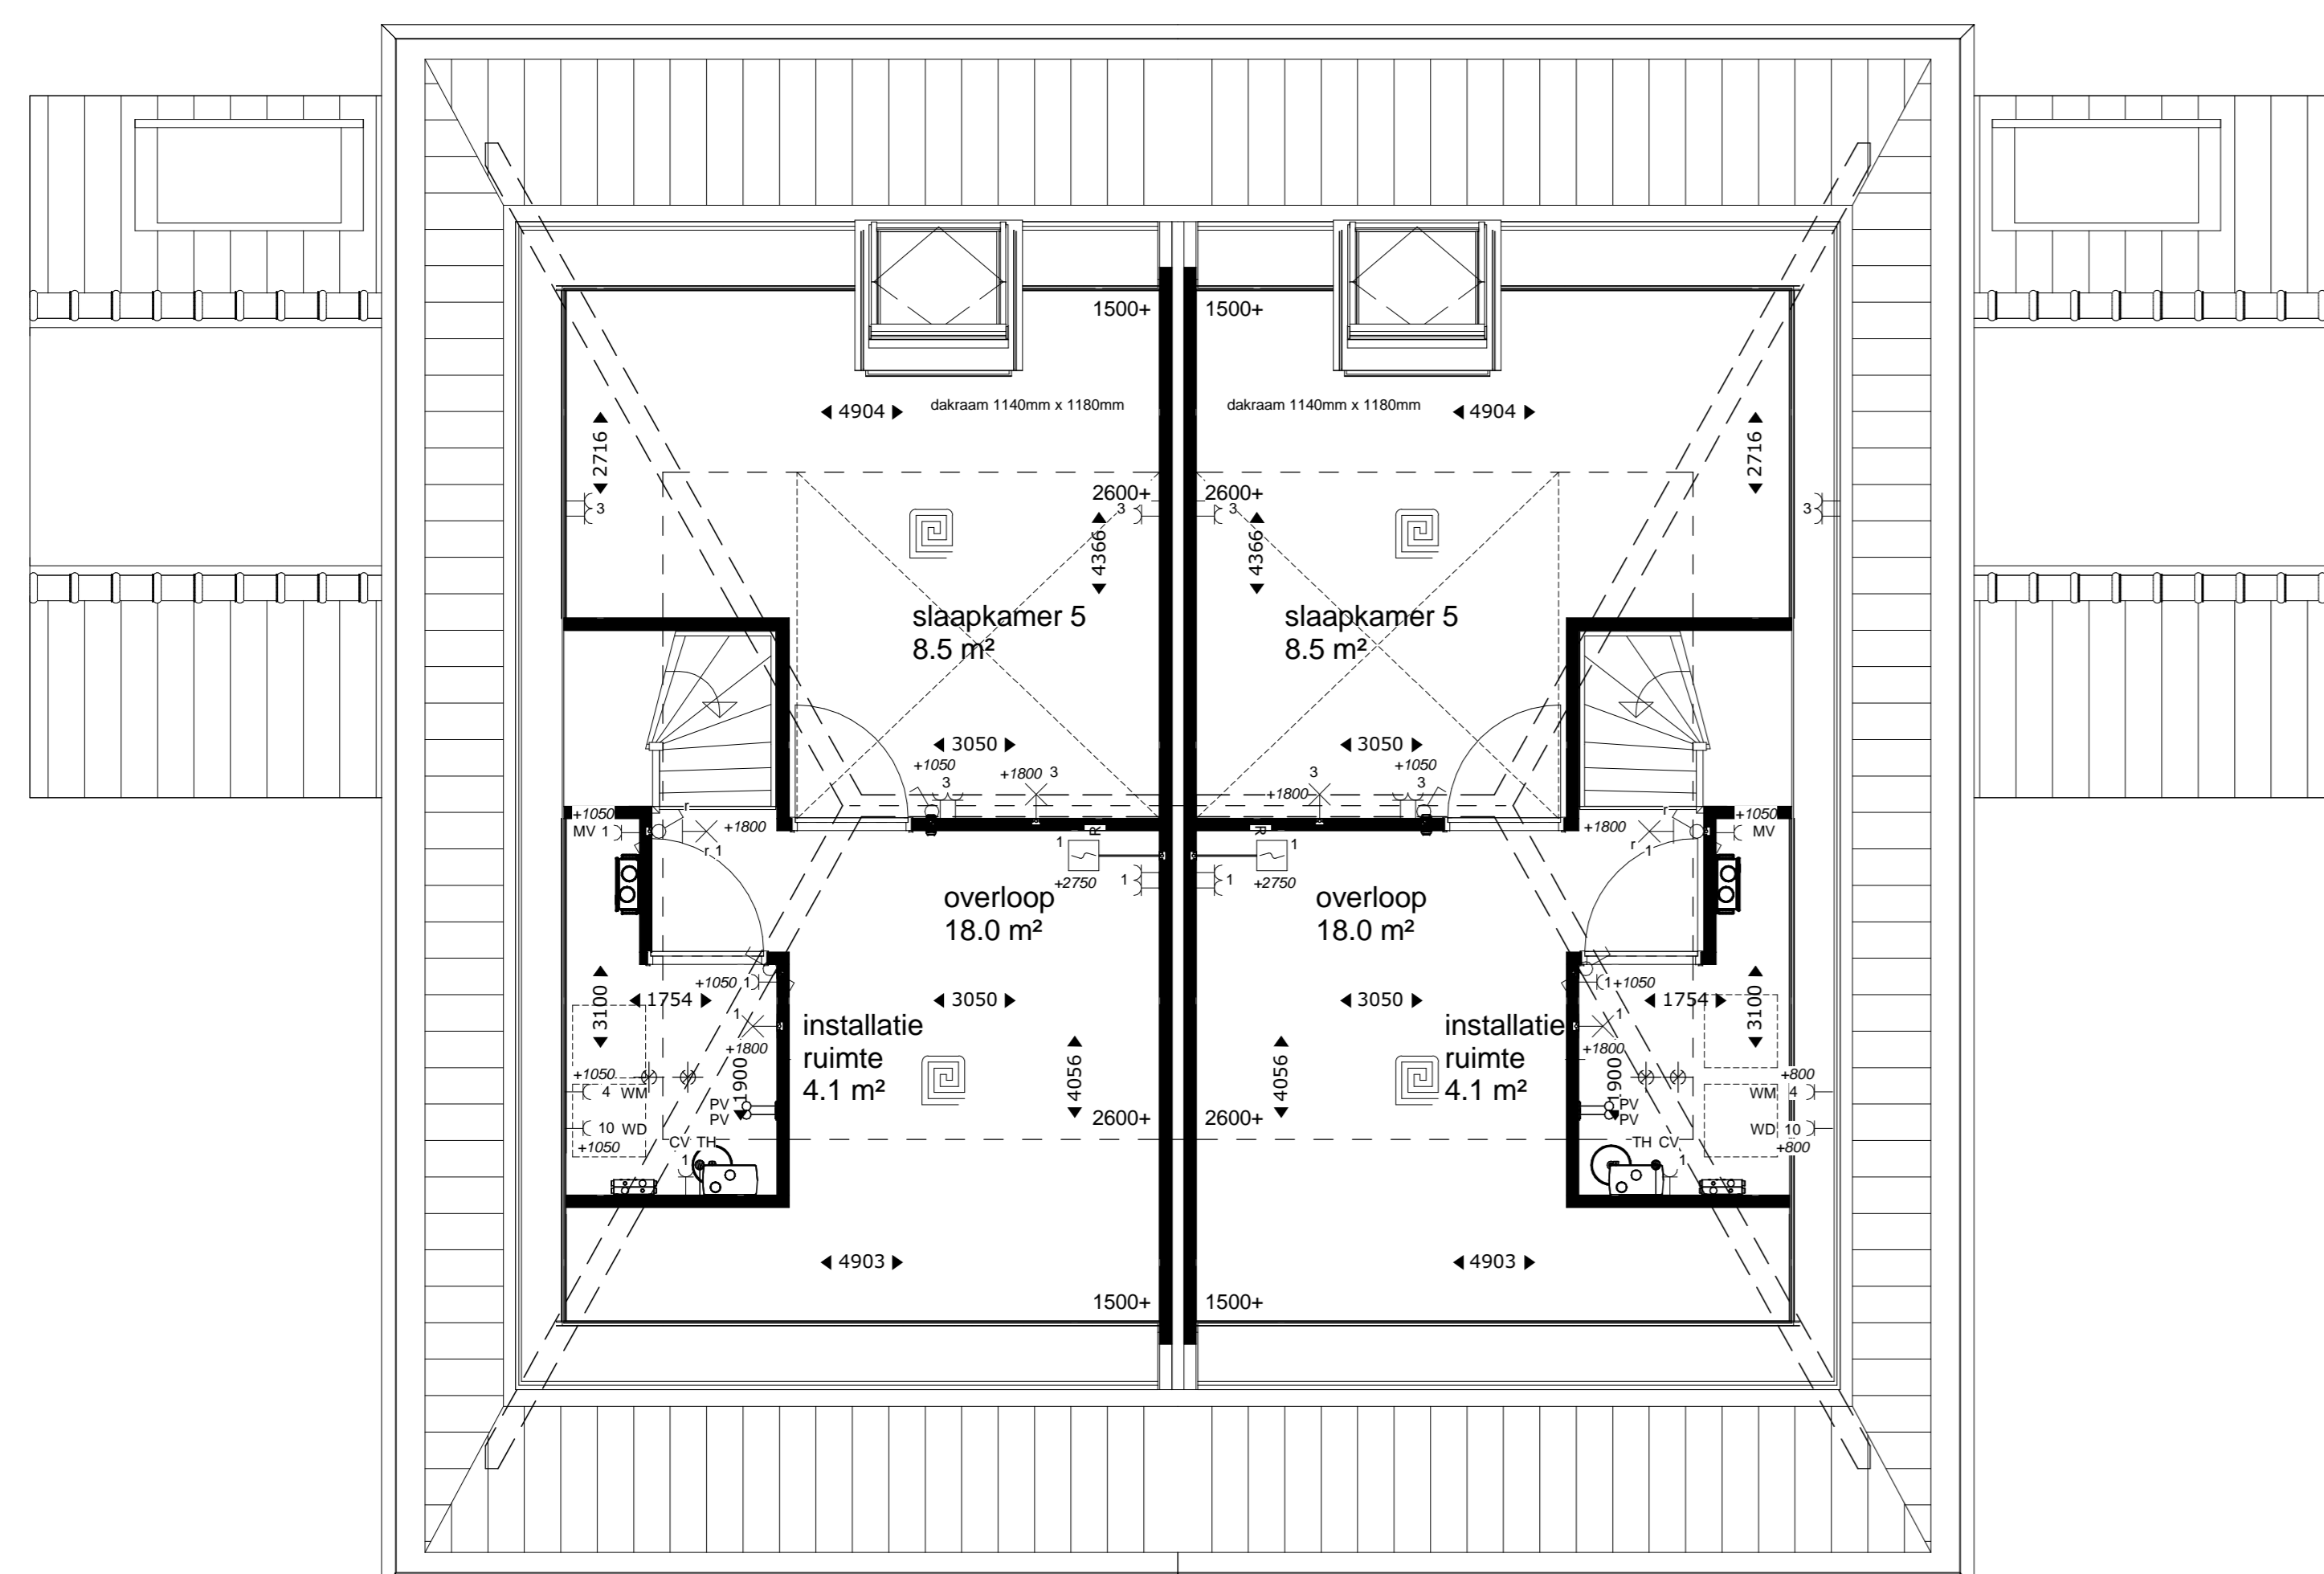 1500+ 1500+
4904 dakraam 1140mm x 1180mm dakraam 1140mm x 1180mm 4904
2716 2716
2600+ 2600+
3 3 3 3
4366 4366
slaapkamer 5 slaapkamer 5
8.5 m² 8.5 m²
3050 3050
+1050 +1800 3 3 +1050
3 +1800 3
r r
+1050 +1050
MV 1 +1800 +1800 MV
r 1 R R r 1
1 1
+2750 1 1 +2750
overloop overloop
18.0 m² 18.0 m²
+1050 1 1 +1050
3100 1754 3050 3050 1754 3100
1 installatie installatie 1
+1800 ruimte ruimte +1800
1900 4.1 m² 4056 4056 4.1 m² 1900
+1050 +800
4 WM WM 4
PV PV
PV 2600+ 2600+ PV
10 WD WD 10
+1050 CV TH TH CV +800
1 1
4903 4903
1500+ 1500+